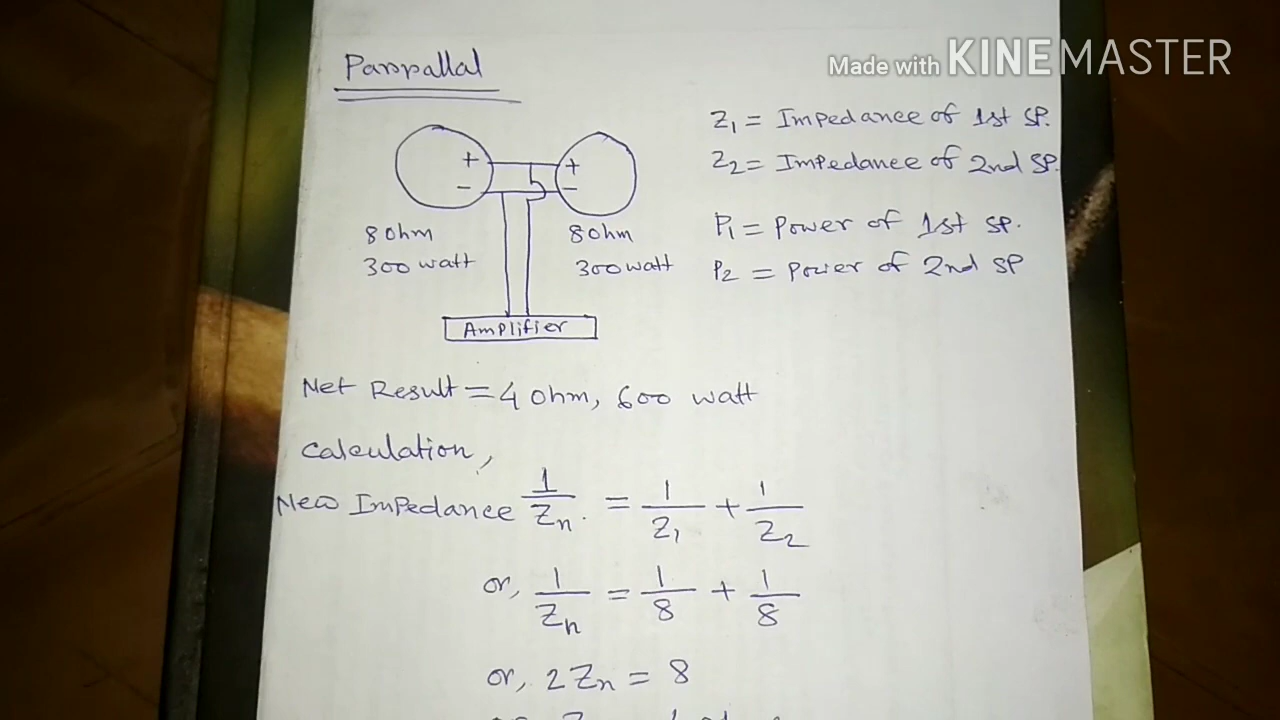 Made with KINEMASTER
Parrallal
Z1 = Impedance of 1st SP.
Z2 = Impedance of 2nd SP.
+ +
− −
8 ohm
300 watt
8 ohm
300 watt
P1 = Power of 1st SP.
P2 = Power of 2nd SP
Amplifier
Net Result = 4 ohm, 600 watt
Calculation,
New Impedance 1/Zn. = 1/Z1 + 1/Z2
or, 1/Zn = 1/8 + 1/8
or, 2Zn = 8